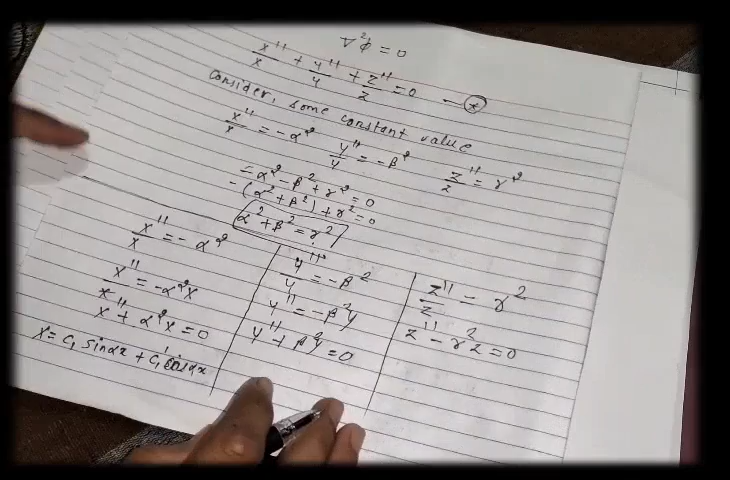 ∇²φ = 0
X''/X + Y''/Y + Z''/Z = 0 —*
Consider, some constant value
X''/X = -α² Y''/Y = -β² Z''/Z = γ²
-α² - β² + γ² = 0
-(α² + β²) + γ² = 0
α² + β² = γ²
X''/X = -α²
X'' = -α²X
X'' + α²X = 0
X = C₁ sinαx + C₁' cosαx
Y''/Y = -β²
Y'' = -β²Y
Y'' + β²Y = 0
Z''/Z = γ²
Z'' - γ²Z = 0